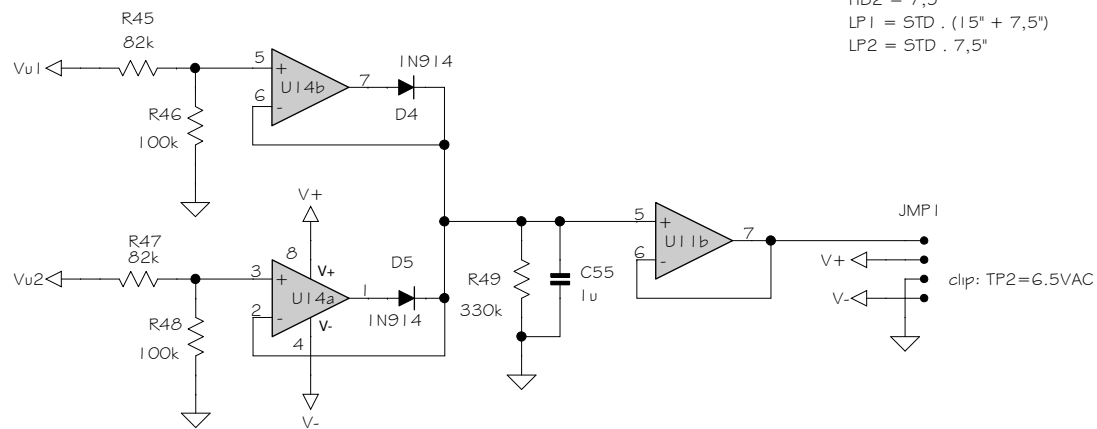 LP1 = STD . (15" + 7,5")
LP2 = STD . 7,5"
R45
82k
Vu1
5
+
U14b
7
1N914
D4
6
-
R46
100k
V+
8
V+
R47
82k
Vu2
3
+
U14a
1
D5
1N914
2
-
V-
4
V-
R48
100k
R49
330k
C55
1u
5
+
U11b
7
6
-
JMP1
V+
clip: TP2=6.5VAC
V-